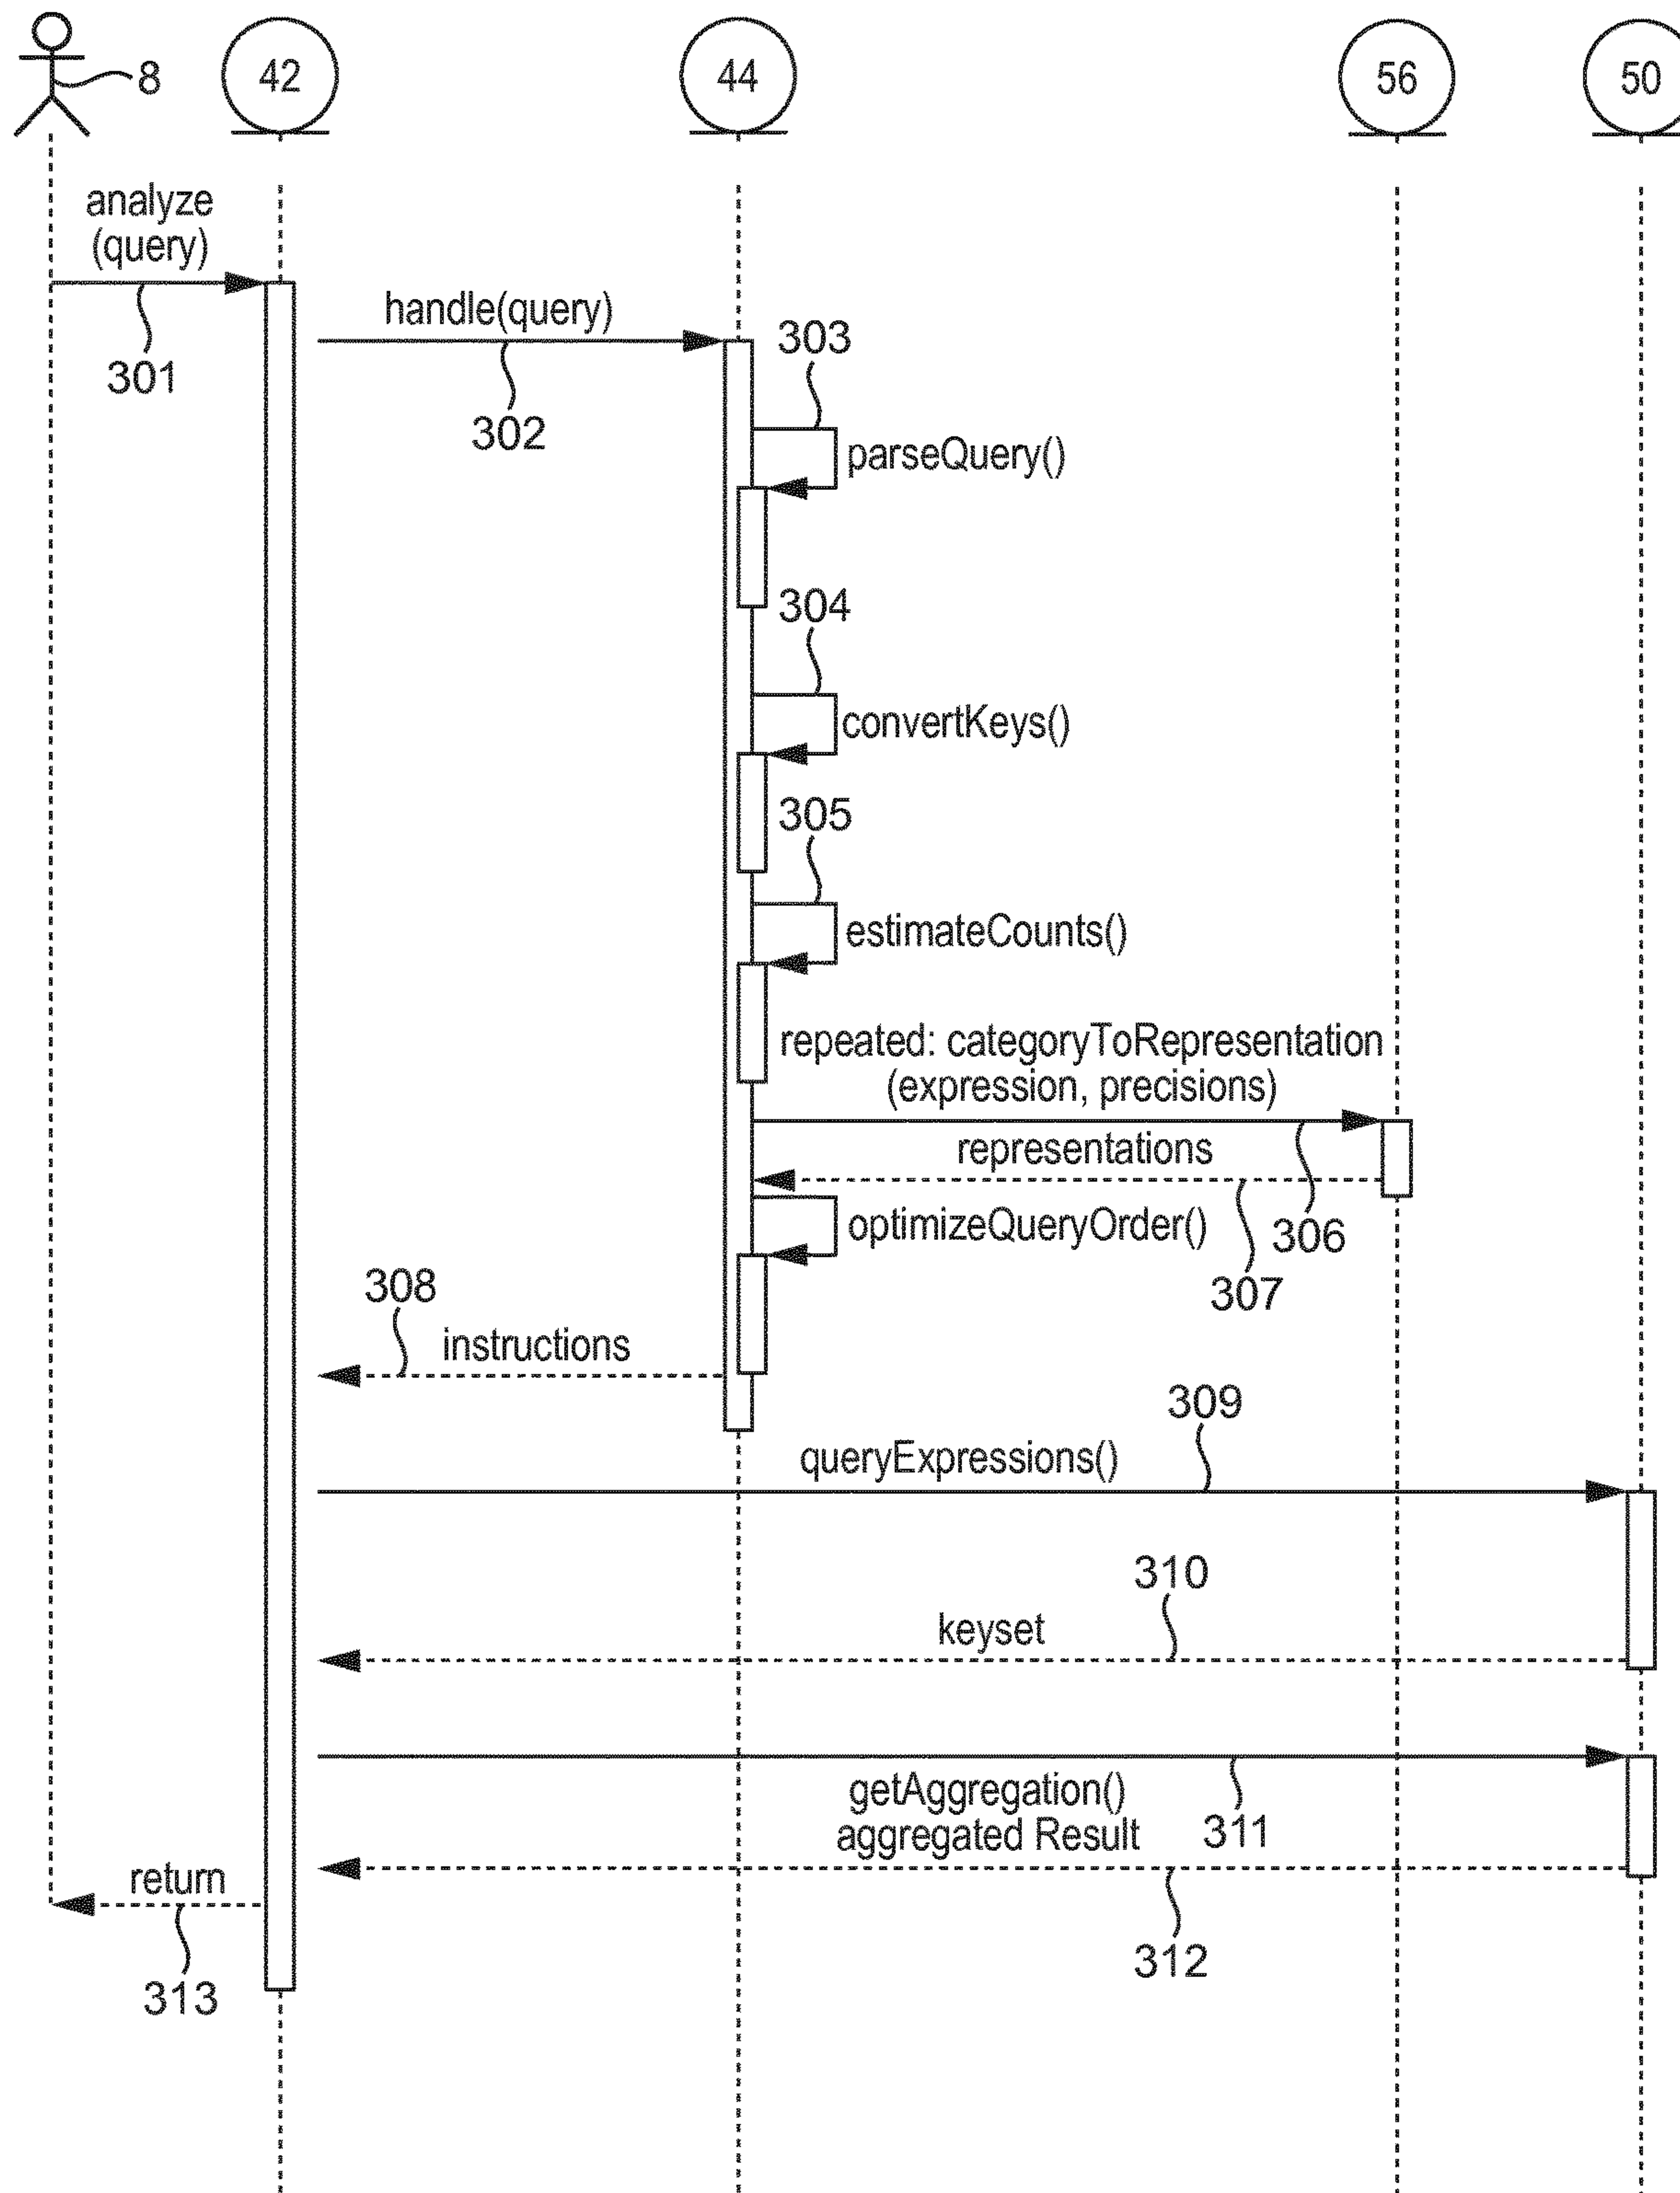 8
42
44
56
50
analyze
(query)
301
handle(query)
302
303
parseQuery()
304
convertKeys()
305
estimateCounts()
repeated: categoryToRepresentation
(expression, precisions)
representations
306
optimizeQueryOrder()
307
308
instructions
309
queryExpressions()
310
keyset
getAggregation()
311
aggregated Result
return
312
313